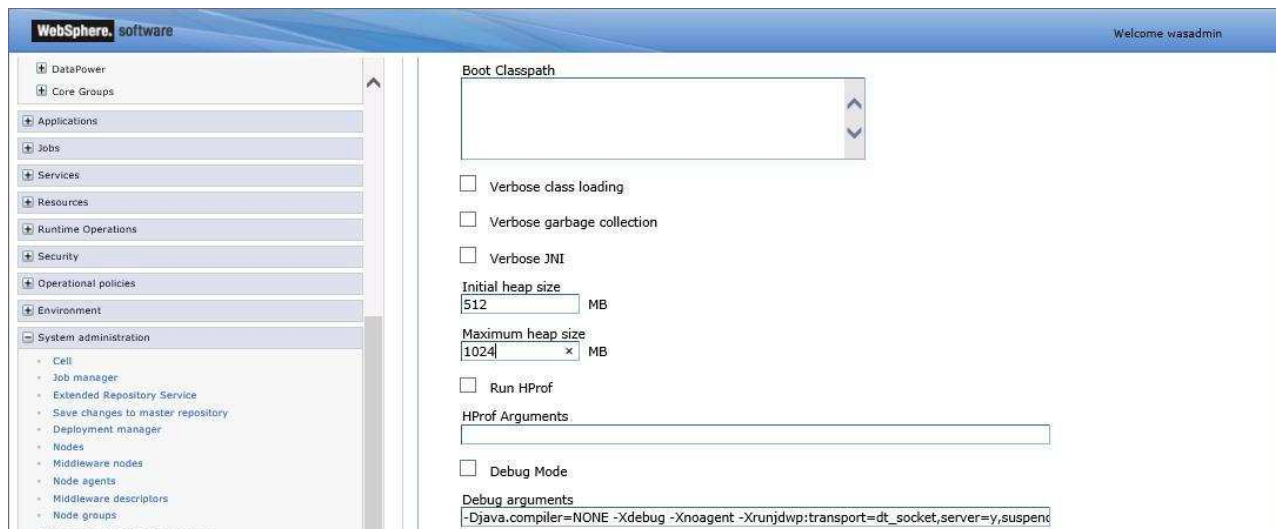 WebSphere. software
Welcome wasadmin
DataPower
Core Groups
Applications
Jobs
Services
Resources
Runtime Operations
Security
Operational policies
Environment
System administration
Cell
Job manager
Extended Repository Service
Save changes to master repository
Deployment manager
Nodes
Middleware nodes
Node agents
Middleware descriptors
Node groups
Boot Classpath
Verbose class loading
Verbose garbage collection
Verbose JNI
Initial heap size
512 MB
Maximum heap size
1024 × MB
Run HProf
HProf Arguments
Debug Mode
Debug arguments
-Djava.compiler=NONE -Xdebug -Xnoagent -Xrunjdwp:transport=dt_socket,server=y,suspend